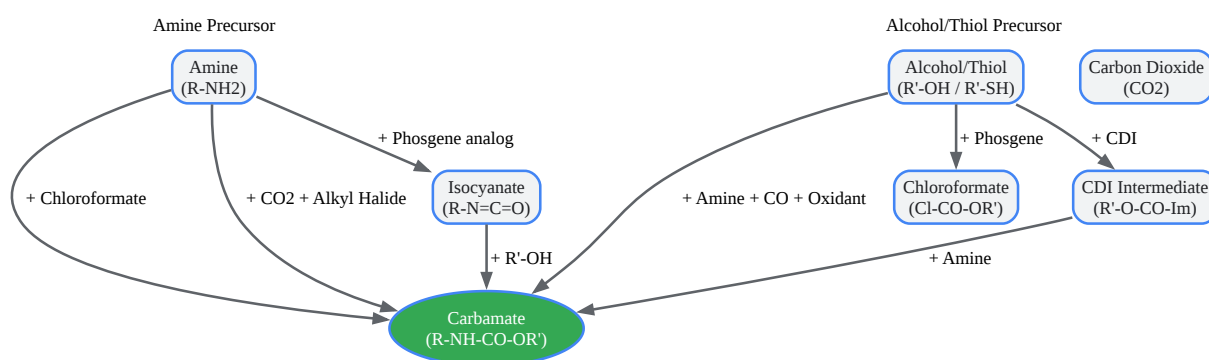 Amine Precursor
Alcohol/Thiol Precursor
Amine
(R-NH2)
Alcohol/Thiol
(R'-OH / R'-SH)
Carbon Dioxide
(CO2)
+ Phosgene analog
+ Phosgene
+ CDI
+ Chloroformate
+ CO2 + Alkyl Halide
Isocyanate
(R-N=C=O)
+ Amine + CO + Oxidant
Chloroformate
(Cl-CO-OR')
CDI Intermediate
(R'-O-CO-Im)
+ R'-OH
+ Amine
Carbamate
(R-NH-CO-OR')